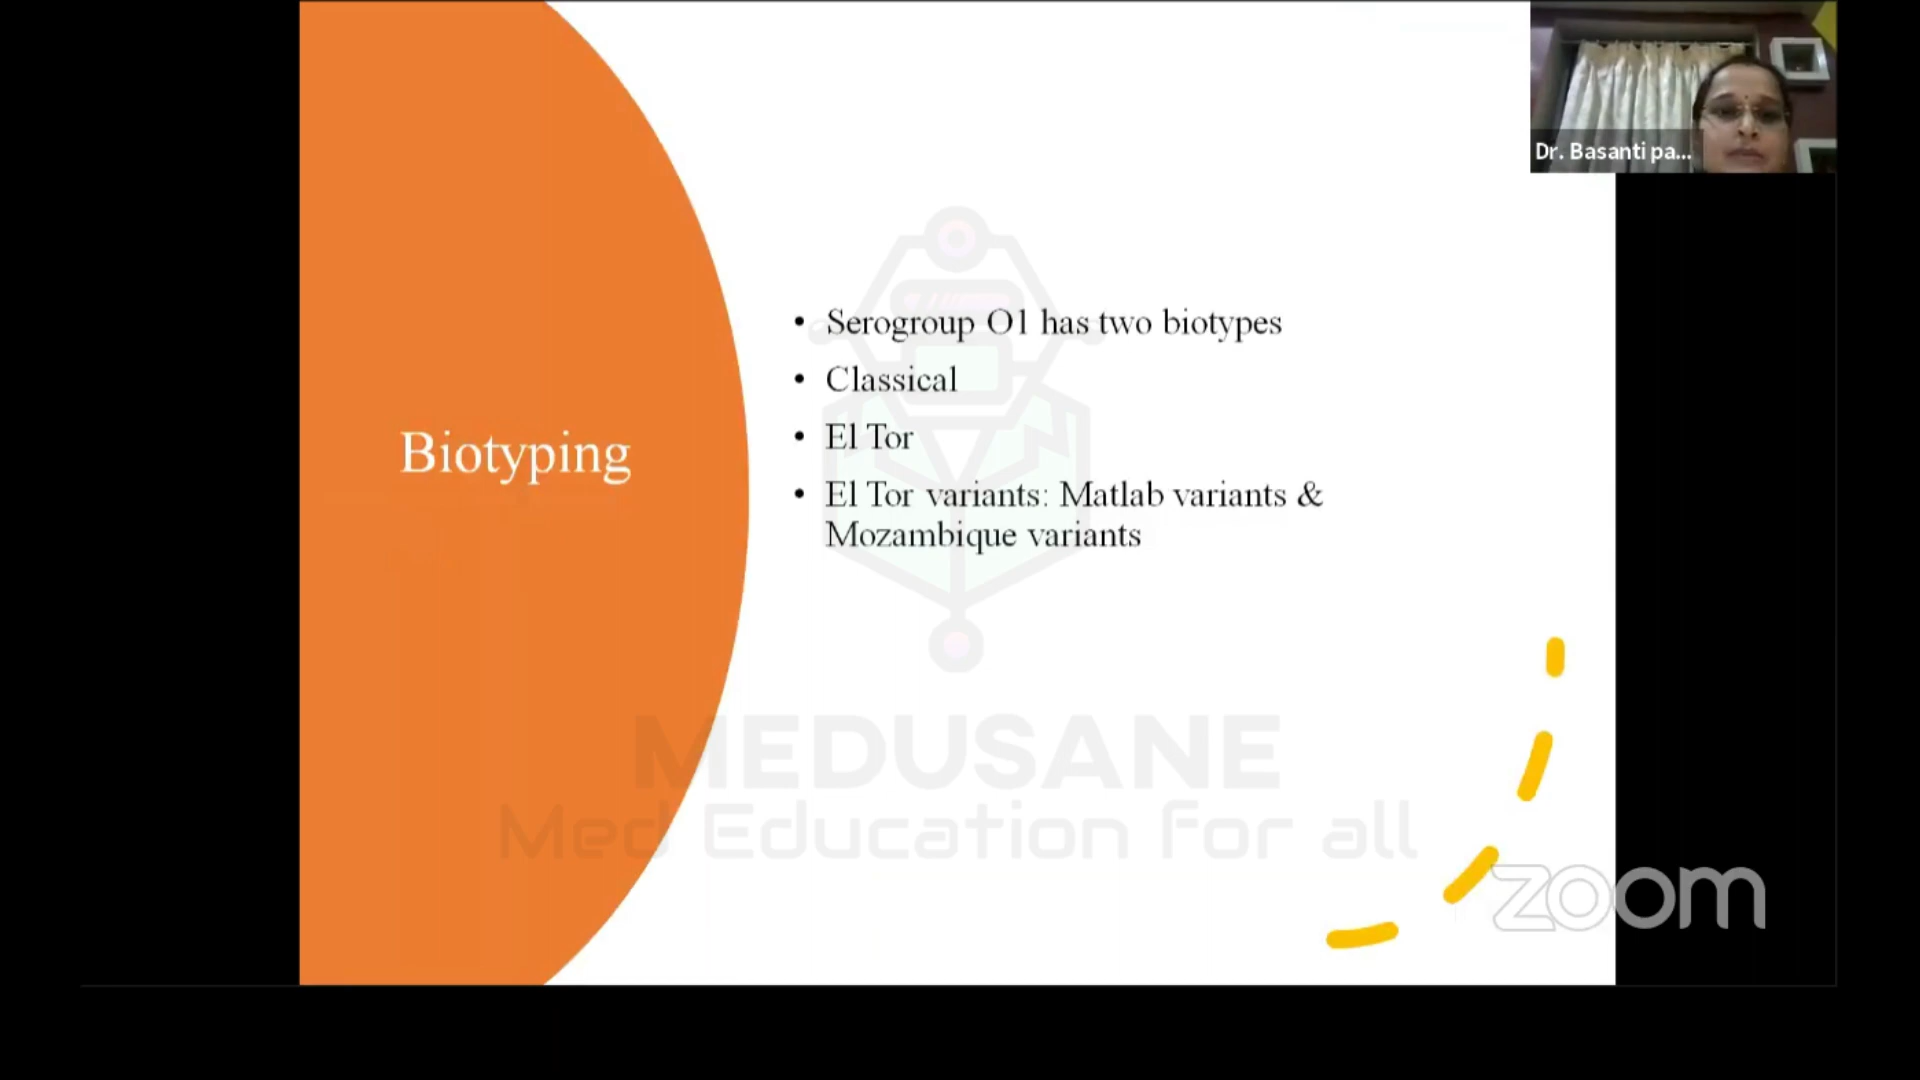 Dr. Basanti pa...
Biotyping
• Serogroup O1 has two biotypes
• Classical
• El Tor
• El Tor variants: Matlab variants &
Mozambique variants
MEDUSANE
Med Education for all
zoom